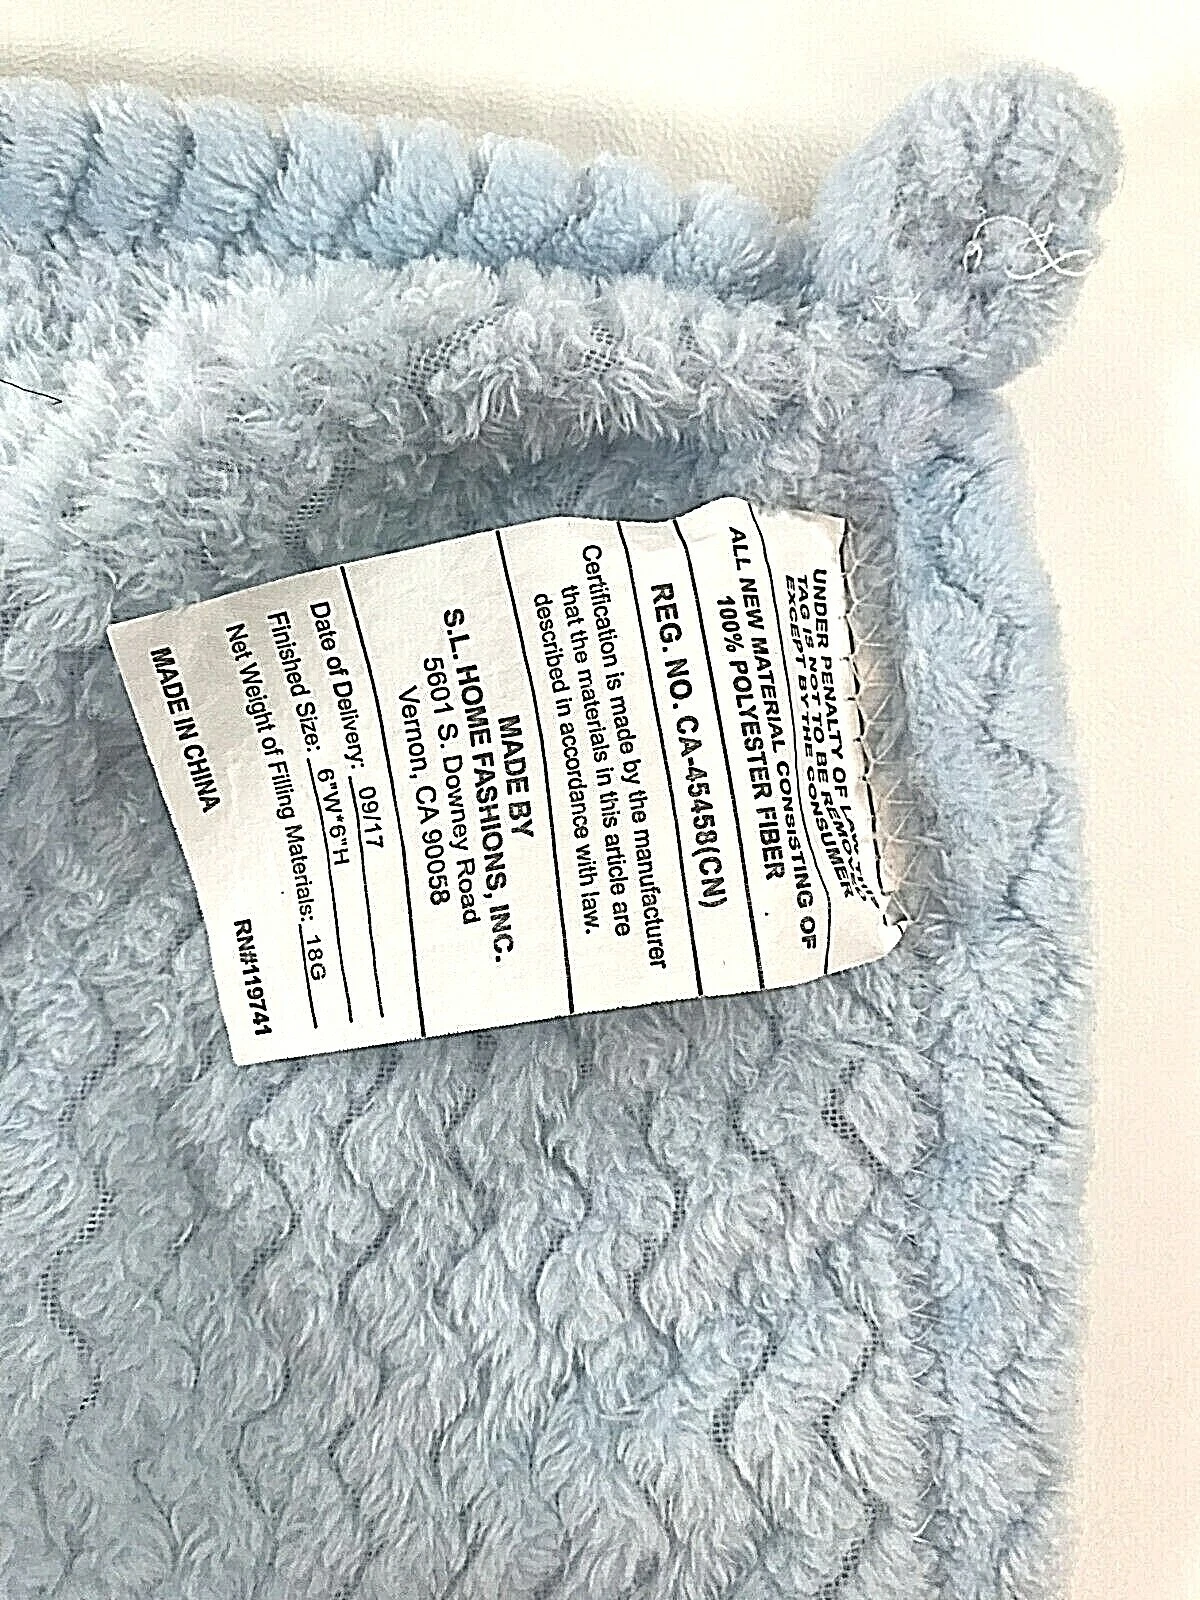 UNDER PENALTY OF LAW THIS
TAG IS NOT TO BE REMOVED
EXCEPT BY THE CONSUMER
ALL NEW MATERIAL CONSISTING OF
100% POLYESTER FIBER
REG. NO. CA-45458(CN)
Certification is made by the manufacturer
that the materials in this article are
described in accordance with law.
MADE BY
S.L. HOME FASHIONS, INC.
5601 S. Downey Road
Vernon, CA 90058
Date of Delivery: 09/17
Finished Size: 6"W*6"H
Net Weight of Filling Materials: 18G
MADE IN CHINA
RN#119741